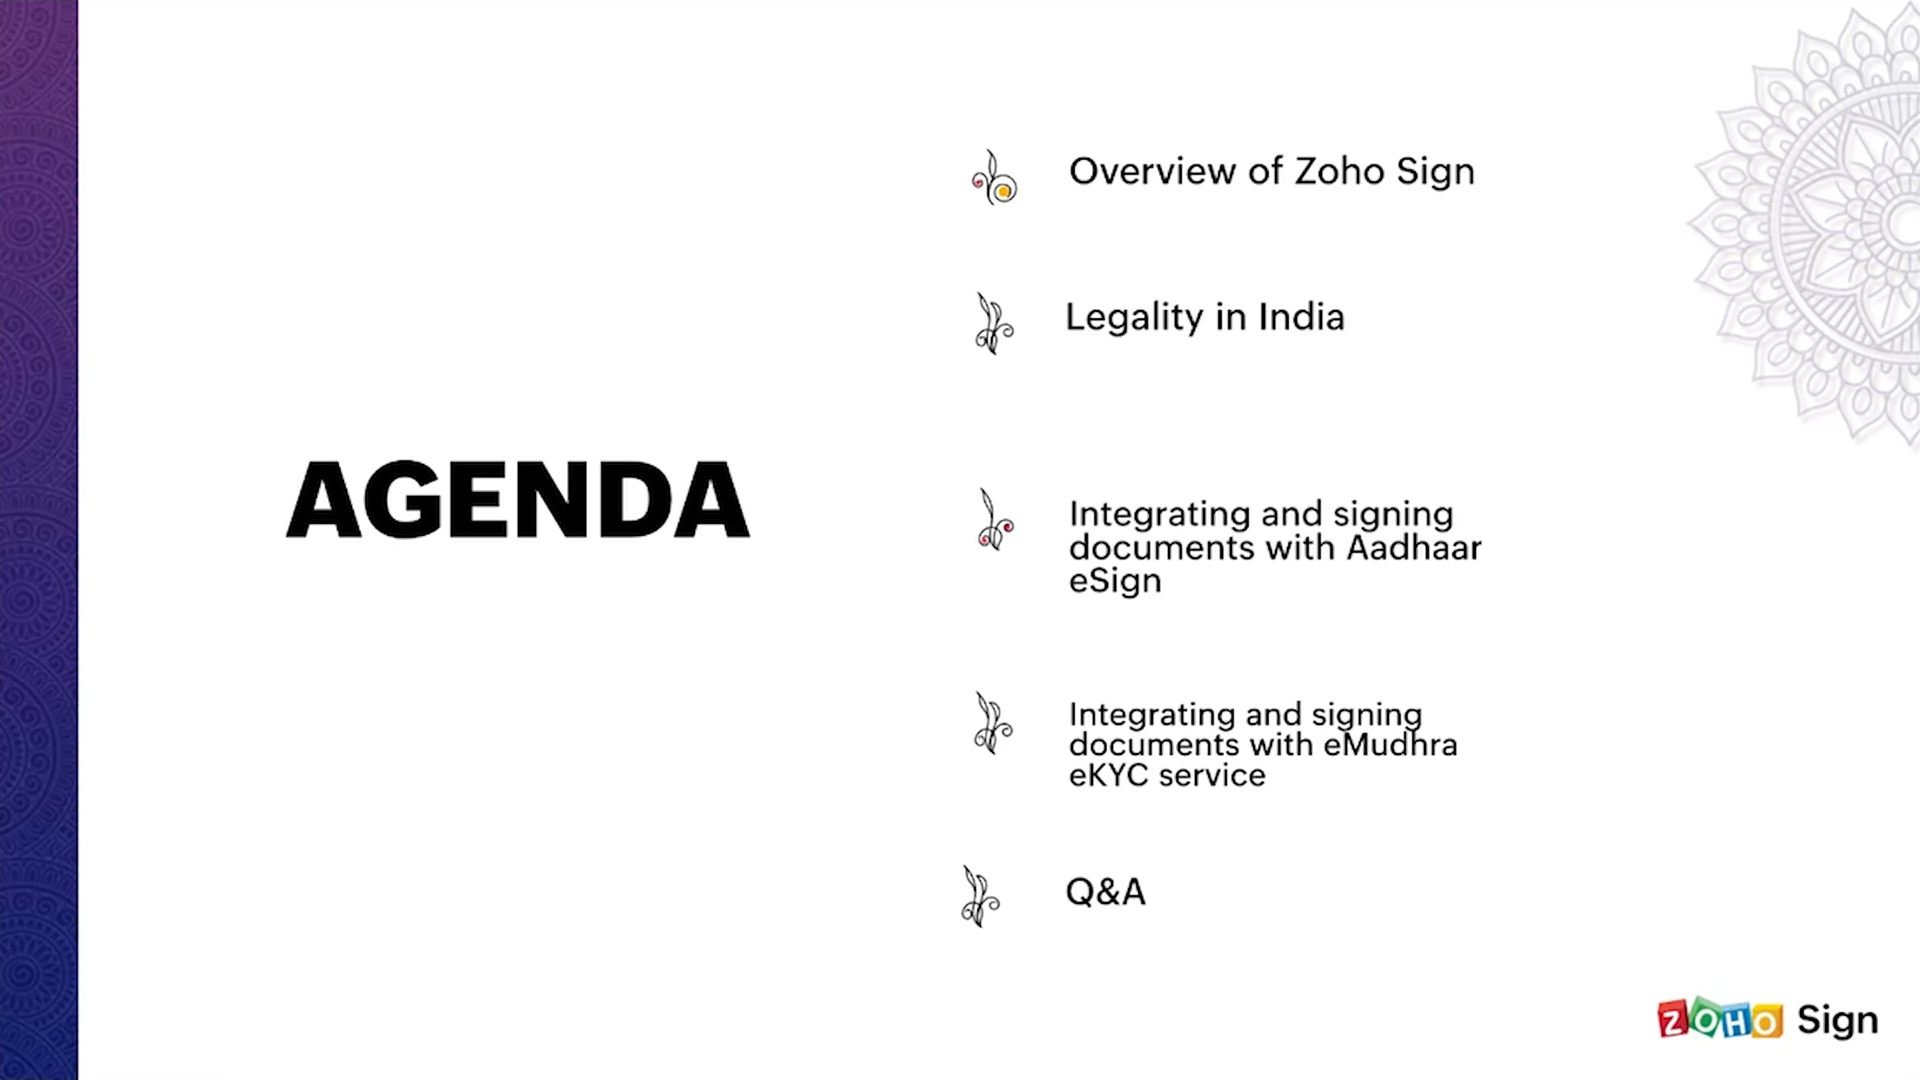 AGENDA
Overview of Zoho Sign
Legality in India
Integrating and signing
documents with Aadhaar
eSign
Integrating and signing
documents with eMudhra
eKYC service
Q&A
ZOHO Sign